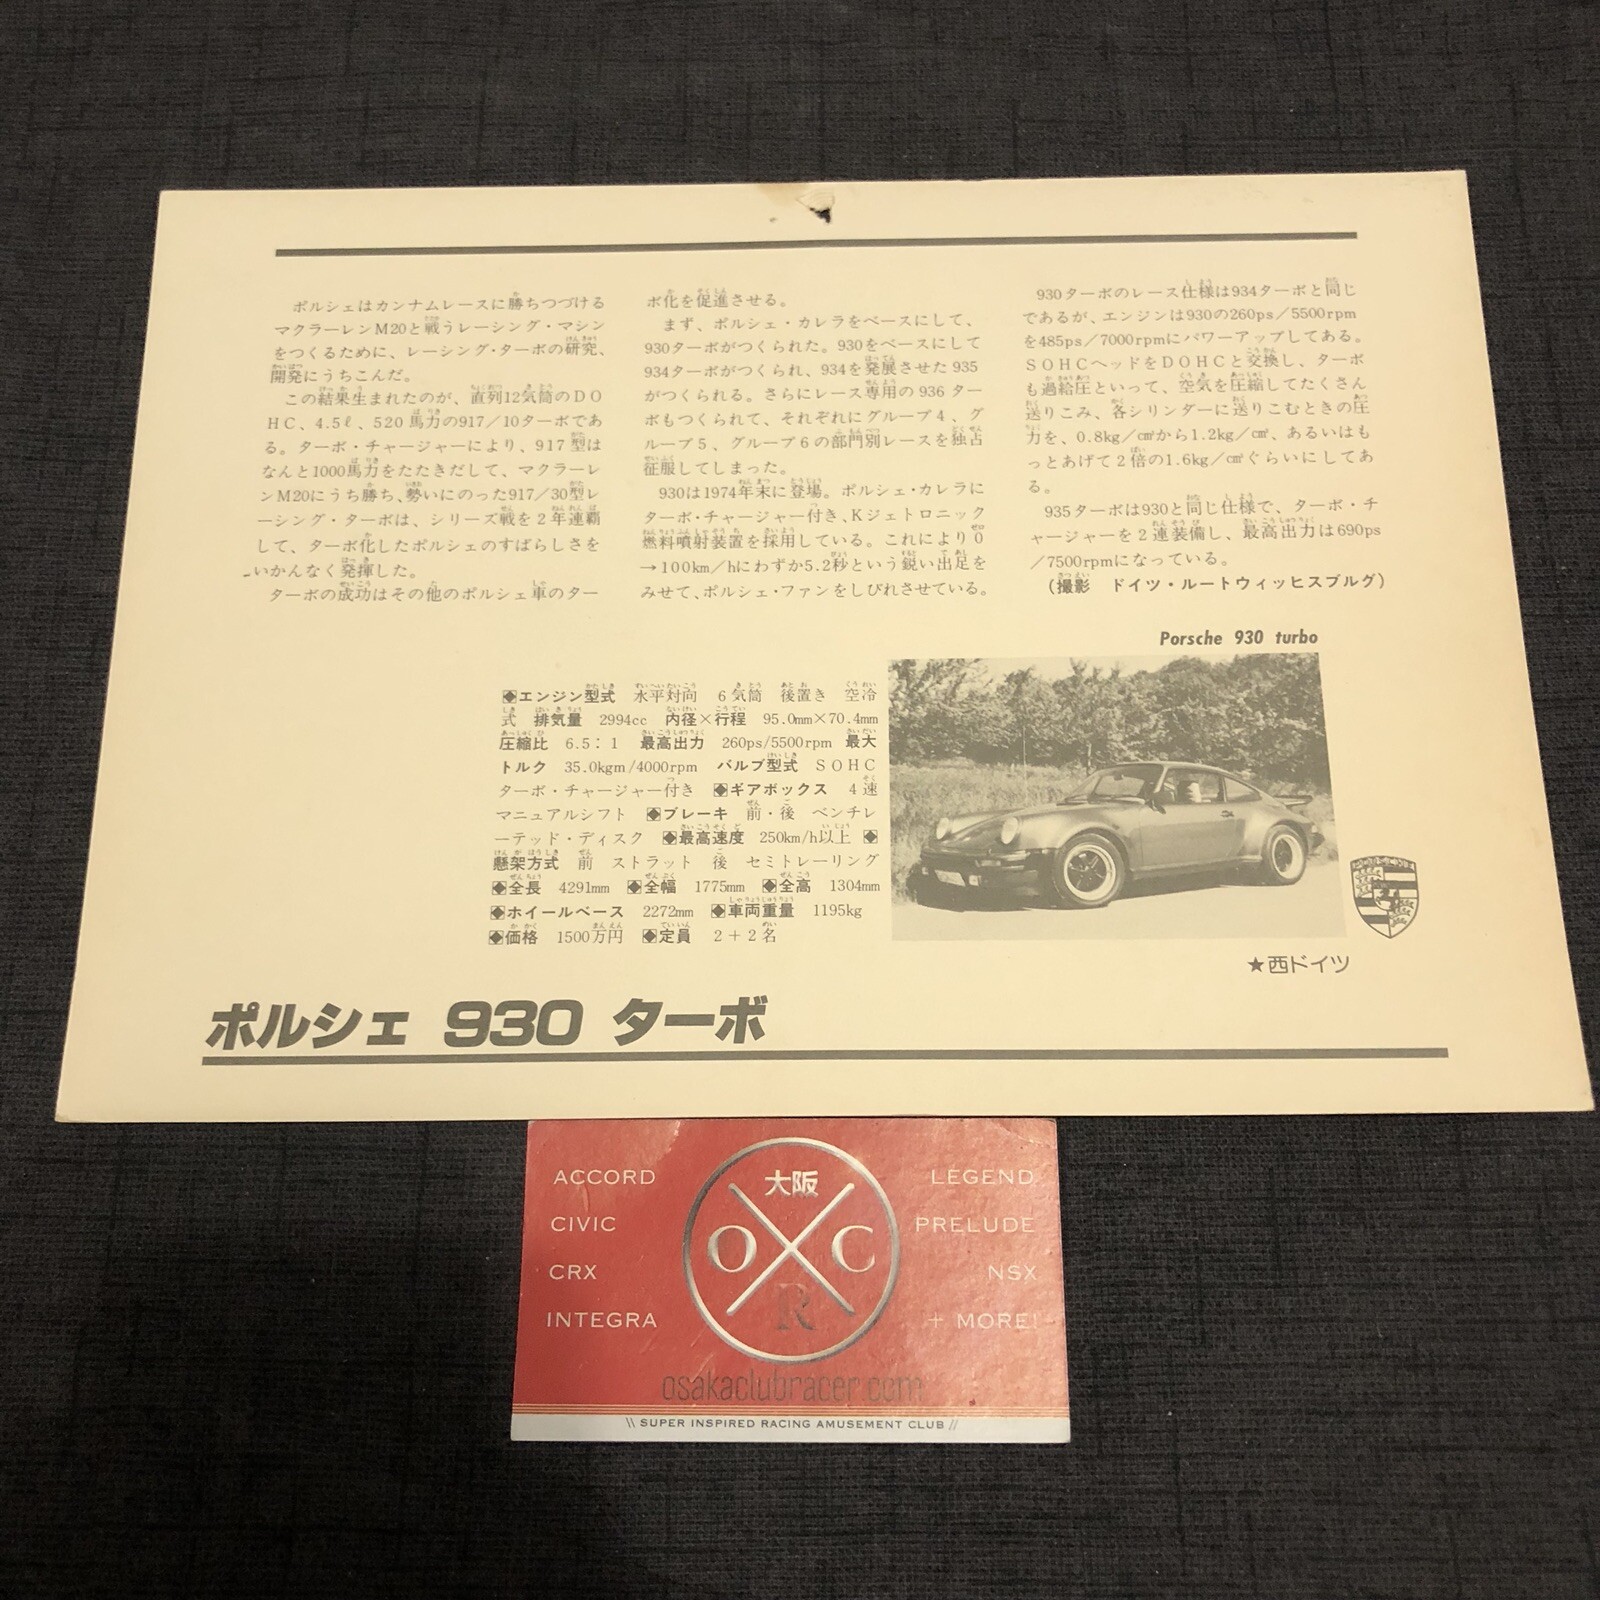 ポルシェはカンナムレースに勝ちつづける
マクラーレンM20と戦うレーシング・マシン
をつくるために、レーシング・ターボの研究、
開発にうちこんだ。
この結果生まれたのが、直列12気筒のDO
HC、4.5ℓ、520馬力の917/10ターボであ
る。ターボ・チャージャーにより、917型は
なんと1000馬力をたたきだして、マクラーレ
ンM20にうち勝ち、勢いにのった917/30型レ
ーシング・ターボは、シリーズ戦を2年連覇
して、ターボ化したポルシェのすばらしさを
いかんなく発揮した。
ターボの成功はその他のポルシェ車のター
ボ化を促進させる。
まず、ポルシェ・カレラをベースにして、
930ターボがつくられた。930をベースにして
934ターボがつくられ、934を発展させた935
がつくられる。さらにレース専用の936ター
ボもつくられて、それぞれにグループ4、グ
ループ5、グループ6の部門別レースを独占
征服してしまった。
930は1974年末に登場。ポルシェ・カレラに
ターボ・チャージャー付き、Kジェトロニック
燃料噴射装置を採用している。これにより0
→100km/hにわずか5.2秒という鋭い出足を
みせて、ポルシェ・ファンをしびれさせている。
930ターボのレース仕様は934ターボと同じ
であるが、エンジンは930の260ps/5500rpm
を485ps/7000rpmにパワーアップしてある。
SOHCヘッドをDOHCと交換し、ターボ
も過給圧といって、空気を圧縮してたくさん
送りこみ、各シリンダーに送りこむときの圧
力を、0.8kg/㎠から1.2kg/㎠、あるいはも
っとあげて2倍の1.6kg/㎠ぐらいにしてあ
る。
935ターボは930と同じ仕様で、ターボ・チ
ャージャーを2連装備し、最高出力は690ps
/7500rpmになっている。
(撮影 ドイツ・ルートウィッヒスブルグ)
Porsche 930 turbo
◆エンジン型式 水平対向 6気筒 後置き 空冷
式 排気量 2994cc 内径×行程 95.0mm×70.4mm
圧縮比 6.5:1 最高出力 260ps/5500rpm 最大
トルク 35.0kgm/4000rpm バルブ型式 SOHC
ターボ・チャージャー付き ◆ギアボックス 4速
マニュアルシフト ◆ブレーキ 前・後 ベンチレ
ーテッド・ディスク ◆最高速度 250km/h以上 ◆
懸架方式 前 ストラット 後 セミトレーリング
◆全長 4291mm ◆全幅 1775mm ◆全高 1304mm
◆ホイールベース 2272mm ◆車両重量 1195kg
◆価格 1500万円 ◆定員 2+2名
★西ドイツ
ポルシェ 930 ターボ
ACCORD
CIVIC
CRX
INTEGRA
大阪
O C
R
LEGEND
PRELUDE
NSX
+ MORE!
osakaclubracer.com
\\ SUPER INSPIRED RACING AMUSEMENT CLUB //